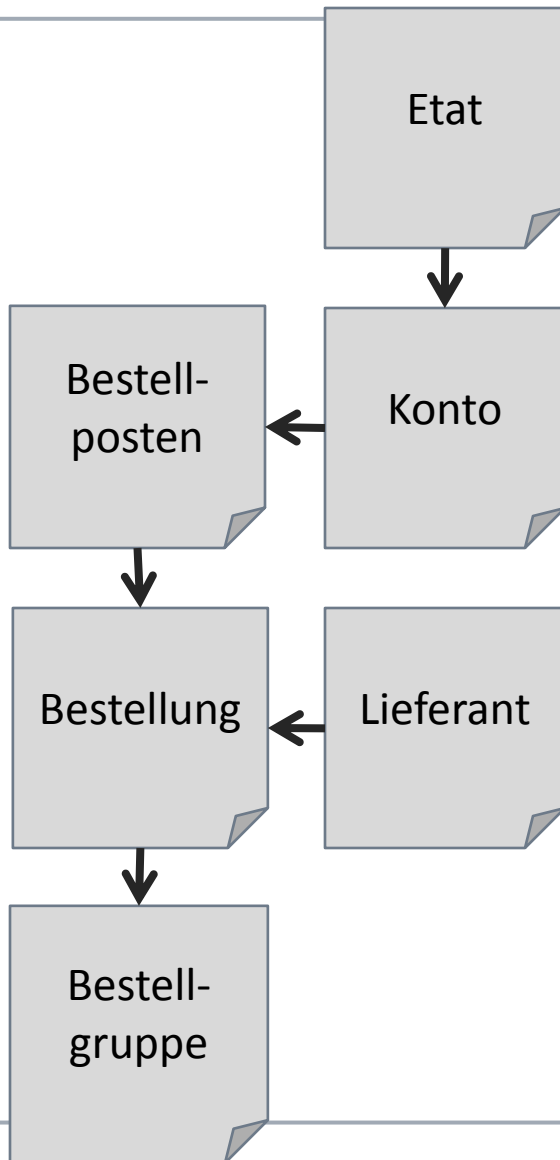 Etat
Bestell-
posten
Konto
Bestellung
Lieferant
Bestell-
gruppe